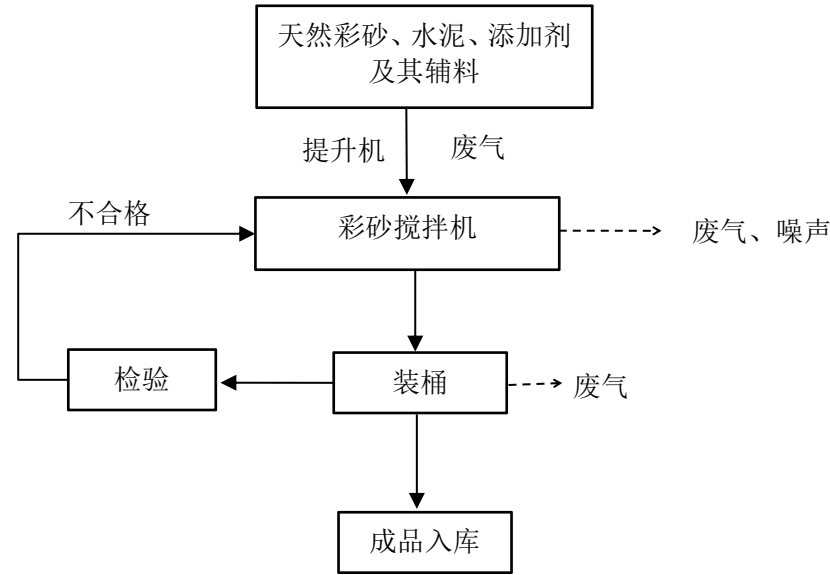 天然彩砂、水泥、添加剂
及其辅料
提升机
废气
不合格
彩砂搅拌机
废气、噪声
检验
装桶
废气
成品入库